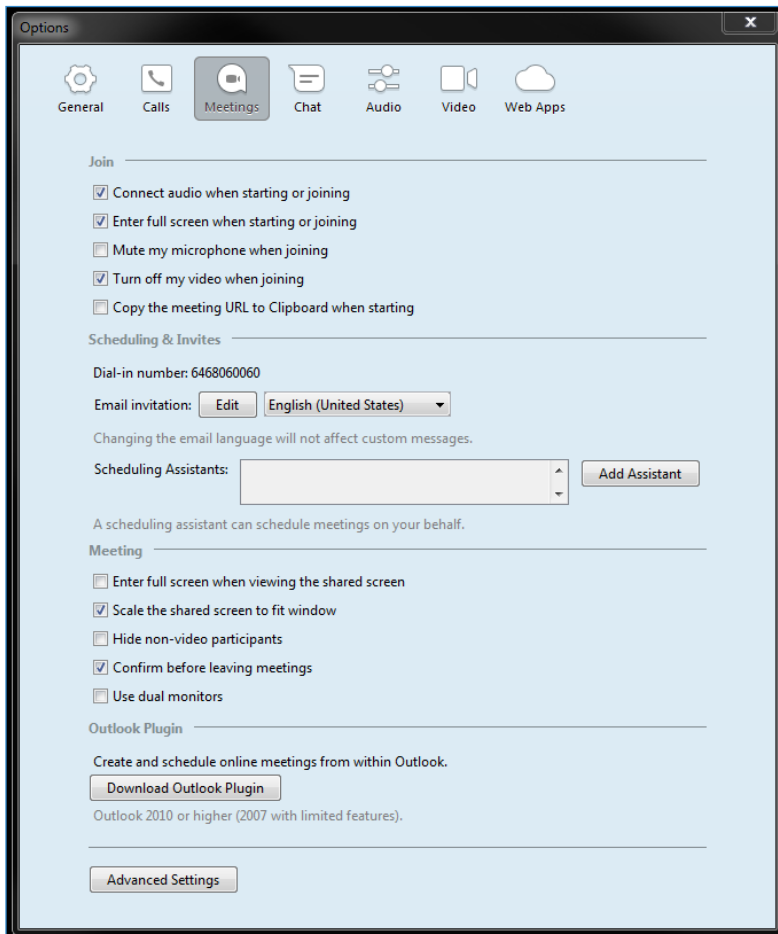 Options
x
General Calls Meetings Chat Audio Video Web Apps
Join
Connect audio when starting or joining
Enter full screen when starting or joining
Mute my microphone when joining
Turn off my video when joining
Copy the meeting URL to Clipboard when starting
Scheduling & Invites
Dial-in number: 6468060060
Email invitation: Edit English (United States)
Changing the email language will not affect custom messages.
Scheduling Assistants: Add Assistant
A scheduling assistant can schedule meetings on your behalf.
Meeting
Enter full screen when viewing the shared screen
Scale the shared screen to fit window
Hide non-video participants
Confirm before leaving meetings
Use dual monitors
Outlook Plugin
Create and schedule online meetings from within Outlook.
Download Outlook Plugin
Outlook 2010 or higher (2007 with limited features).
Advanced Settings